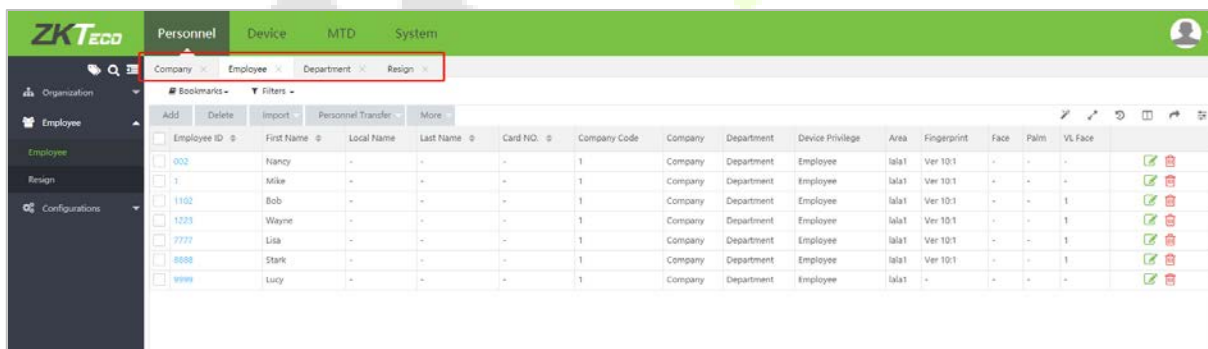 ZKTECO Personnel Device MTD System
Company × Employee × Department × Resign ×
Organization
Bookmarks Filters
Employee
Add Delete Import Personnel Transfer More
Employee ID First Name Local Name Last Name Card NO. Company Code Company Department Device Privilege Area Fingerprint Face Palm VL Face
Employee
002 Nancy - - - 1 Company Department Employee lala1 Ver 10:1 - - -
Resign
1 Mike - - - 1 Company Department Employee lala1 Ver 10:1 - - -
Configurations
1102 Bob - - - 1 Company Department Employee lala1 Ver 10:1 - - 1
1223 Wayne - - - 1 Company Department Employee lala1 Ver 10:1 - - 1
7777 Lisa - - - 1 Company Department Employee lala1 Ver 10:1 - - 1
8888 Stark - - - 1 Company Department Employee lala1 Ver 10:1 - - 1
9999 Lucy - - - 1 Company Department Employee lala1 - - - -